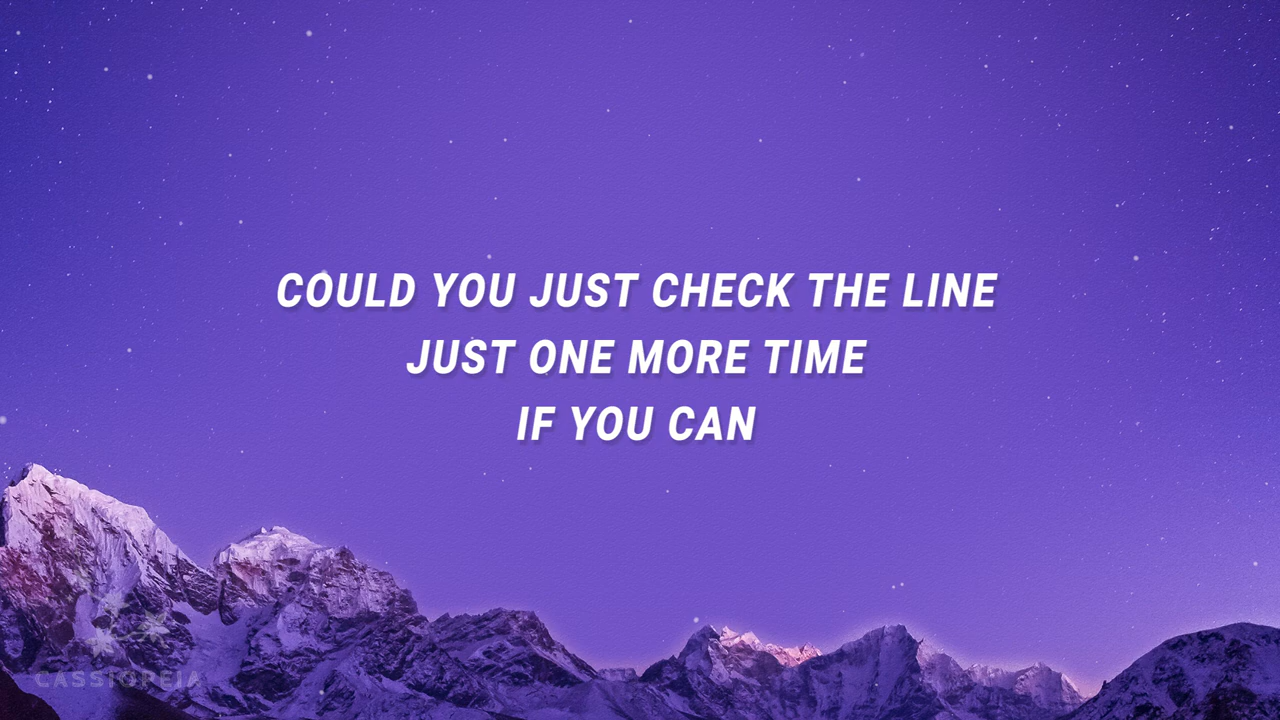 COULD YOU JUST CHECK THE LINE
JUST ONE MORE TIME
IF YOU CAN
CASSIOPEIA